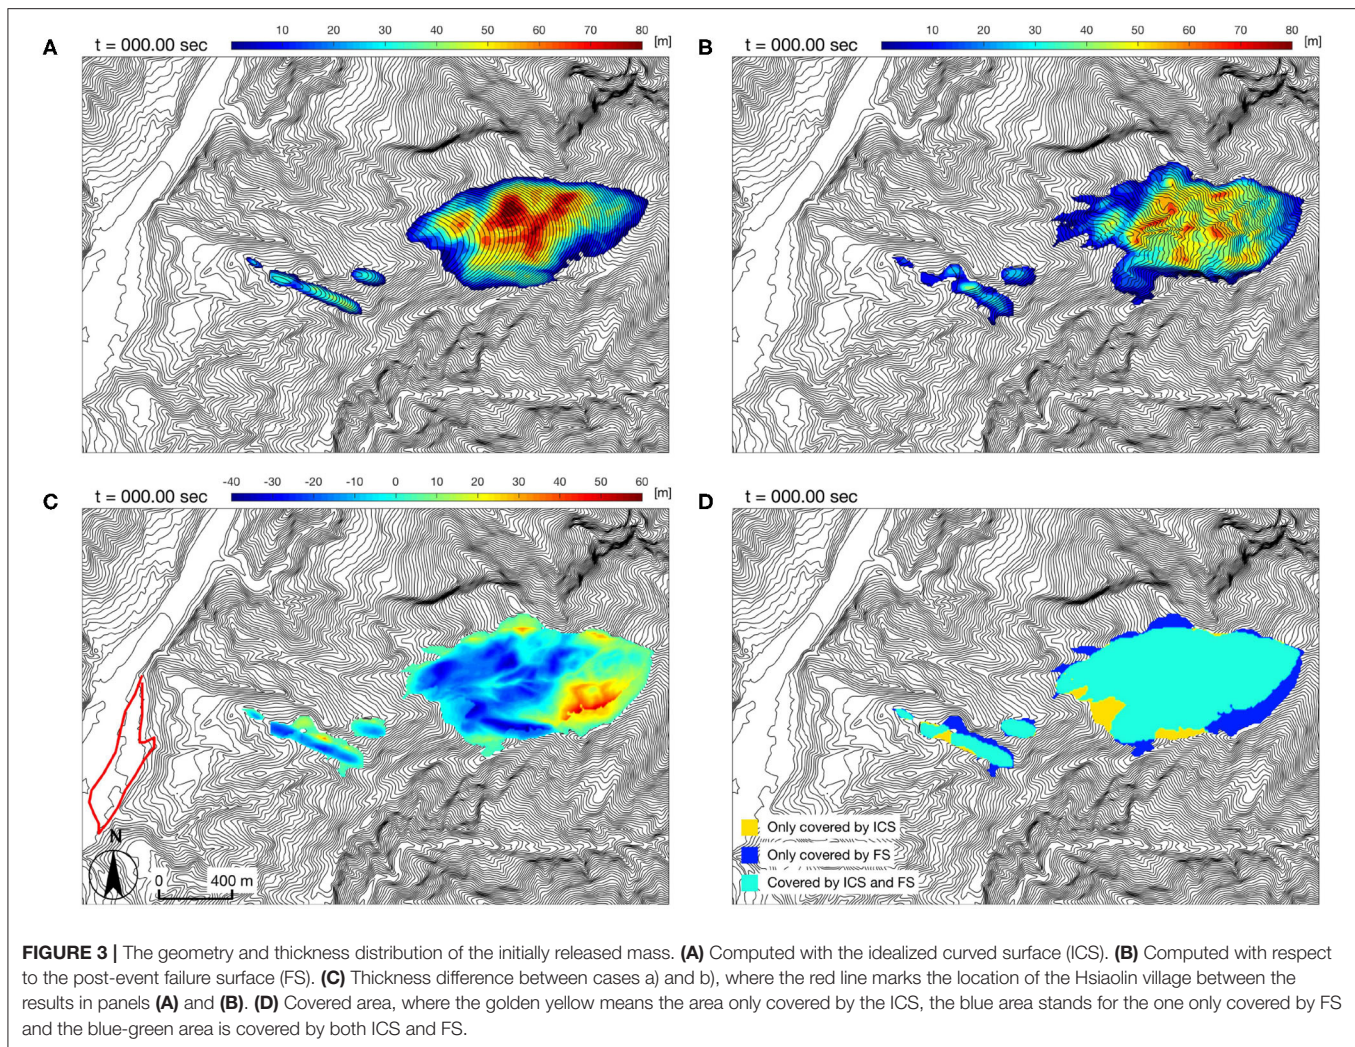 10 20 30 40 50 60 70 80 [m]
A t = 000.00 sec
10 20 30 40 50 60 70 80 [m]
B t = 000.00 sec
-40 -30 -20 -10 0 10 20 30 40 50 60 [m]
C t = 000.00 sec
N
0 400 m
D t = 000.00 sec
Only covered by ICS
Only covered by FS
Covered by ICS and FS
FIGURE 3 | The geometry and thickness distribution of the initially released mass. (A) Computed with the idealized curved surface (ICS). (B) Computed with respect
to the post-event failure surface (FS). (C) Thickness difference between cases a) and b), where the red line marks the location of the Hsiaolin village between the
results in panels (A) and (B). (D) Covered area, where the golden yellow means the area only covered by the ICS, the blue area stands for the one only covered by FS
and the blue-green area is covered by both ICS and FS.